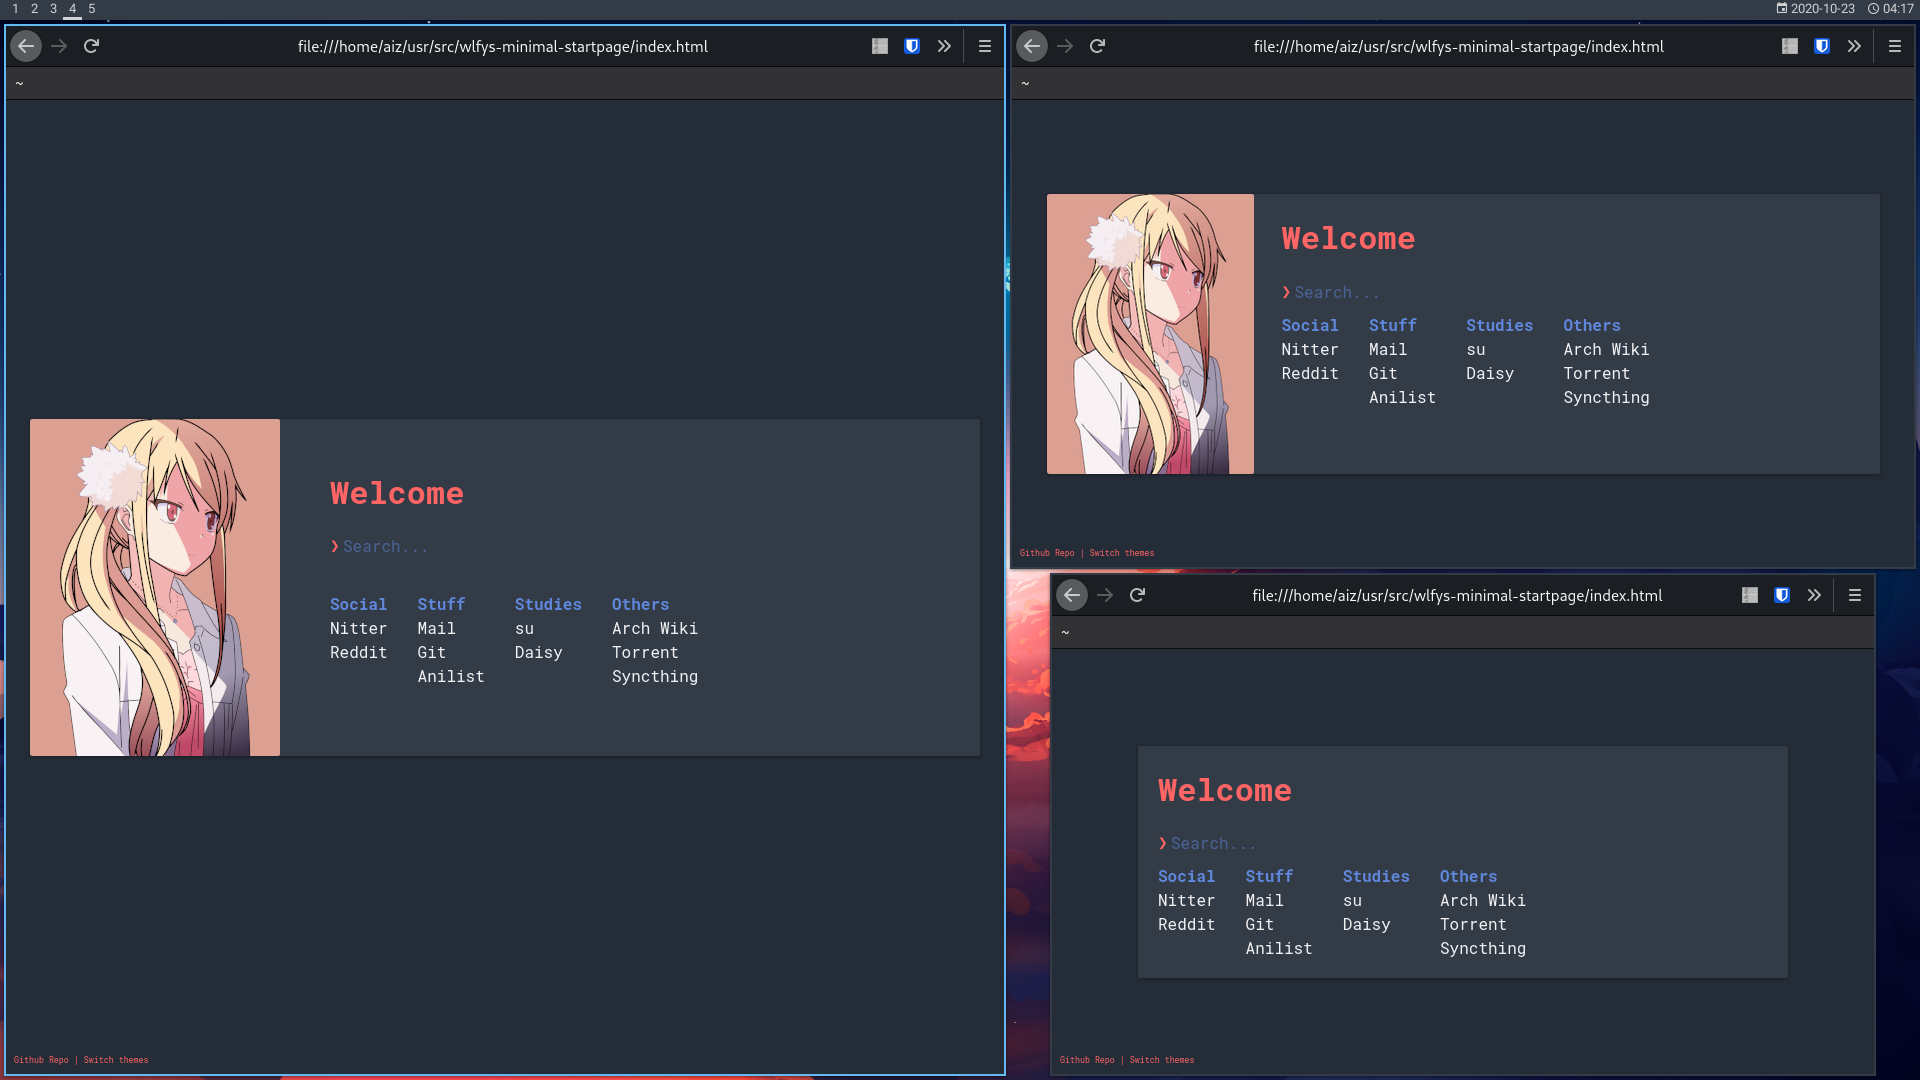 1 2 3 4 5
2020-10-23 04:17
file:///home/aiz/usr/src/wlfys-minimal-startpage/index.html
~
Welcome
❯ Search...
Social Stuff Studies Others
Nitter Mail su Arch Wiki
Reddit Git Daisy Torrent
Anilist Syncthing
Github Repo | Switch themes
file:///home/aiz/usr/src/wlfys-minimal-startpage/index.html
~
Welcome
❯ Search...
Social Stuff Studies Others
Nitter Mail su Arch Wiki
Reddit Git Daisy Torrent
Anilist Syncthing
Github Repo | Switch themes
file:///home/aiz/usr/src/wlfys-minimal-startpage/index.html
~
Welcome
❯ Search...
Social Stuff Studies Others
Nitter Mail su Arch Wiki
Reddit Git Daisy Torrent
Anilist Syncthing
Github Repo | Switch themes